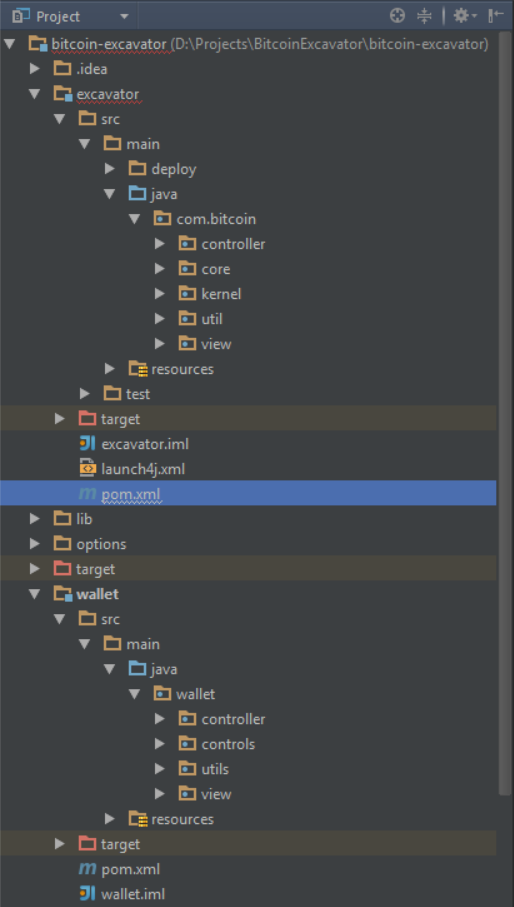 Project
bitcoin-excavator (D:\Projects\BitcoinExcavator\bitcoin-excavator)
.idea
excavator
src
main
deploy
java
com.bitcoin
controller
core
kernel
util
view
resources
test
target
excavator.iml
launch4j.xml
pom.xml
lib
options
target
wallet
src
main
java
wallet
controller
controls
utils
view
resources
target
pom.xml
wallet.iml